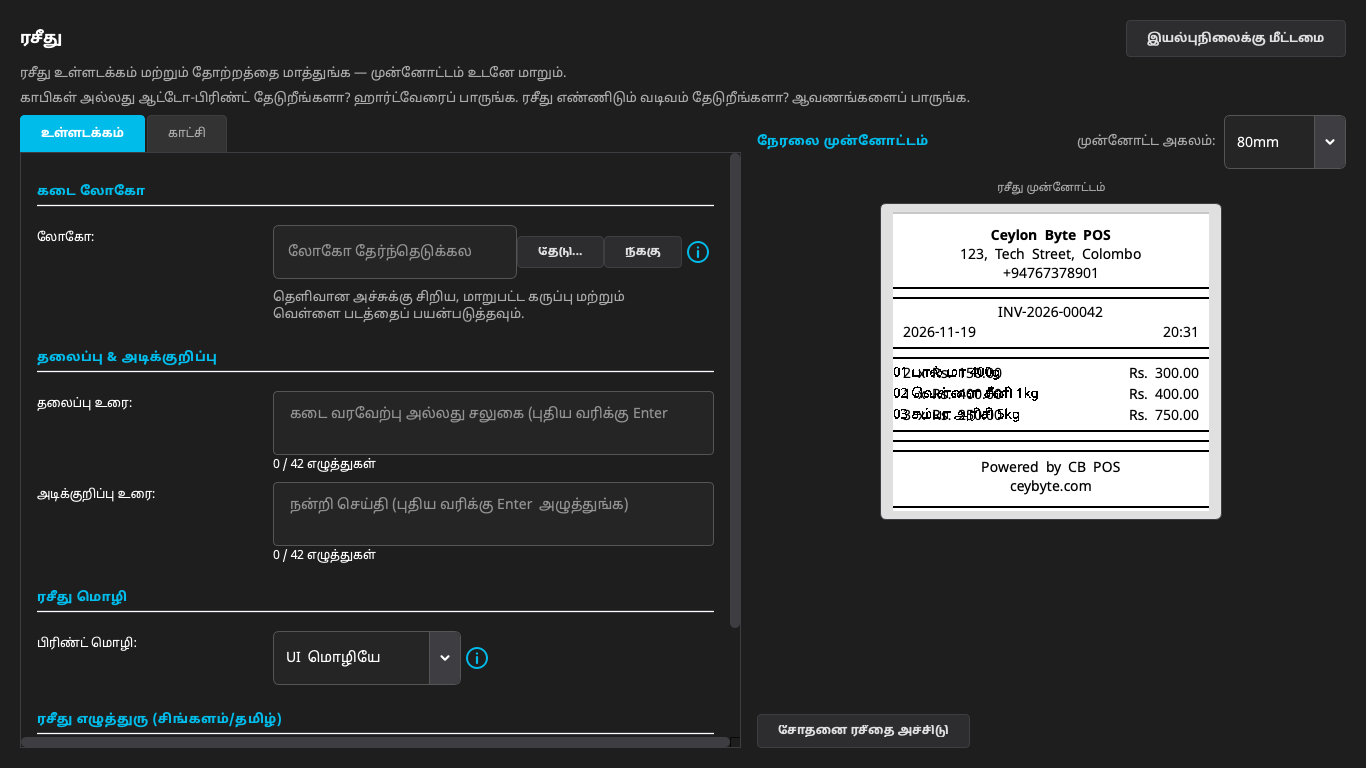 ரசீது
இயல்புநிலைக்கு மீட்டமை
ரசீது உள்ளடக்கம் மற்றும் தோற்றத்தை மாத்துங்க — முன்னோட்டம் உடனே மாறும்.
காபிகள் அல்லது ஆட்டோ-பிரிண்ட் தேடுறீங்களா? ஹார்ட்வேரைப் பாருங்க. ரசீது எண்ணிடும் வடிவம் தேடுறீங்களா? ஆவணங்களைப் பாருங்க.
உள்ளடக்கம்
காட்சி
கடை லோகோ
லோகோ:
லோகோ தேர்ந்தெடுக்கல
தேடு...
நீக்கு
தெளிவான அச்சுக்கு சிறிய, மாறுபட்ட கருப்பு மற்றும்
வெள்ளை படத்தைப் பயன்படுத்தவும்.
தலைப்பு & அடிக்குறிப்பு
தலைப்பு உரை:
கடை வரவேற்பு அல்லது சலுகை (புதிய வரிக்கு Enter
0 / 42 எழுத்துகள்
அடிக்குறிப்பு உரை:
நன்றி செய்தி (புதிய வரிக்கு Enter அழுத்துங்க)
0 / 42 எழுத்துகள்
ரசீது மொழி
பிரிண்ட் மொழி:
UI மொழியே
ரசீது எழுத்துரு (சிங்களம்/தமிழ்)
நேரலை முன்னோட்டம்
முன்னோட்ட அகலம்:
80mm
ரசீது முன்னோட்டம்
Ceylon Byte POS
123, Tech Street, Colombo
+94767378901
INV-2026-00042
2026-11-19 20:31
Rs. 300.00
1kg Rs. 400.00
Rs. 750.00
Powered by CB POS
ceybyte.com
சோதனை ரசீதை அச்சிடு